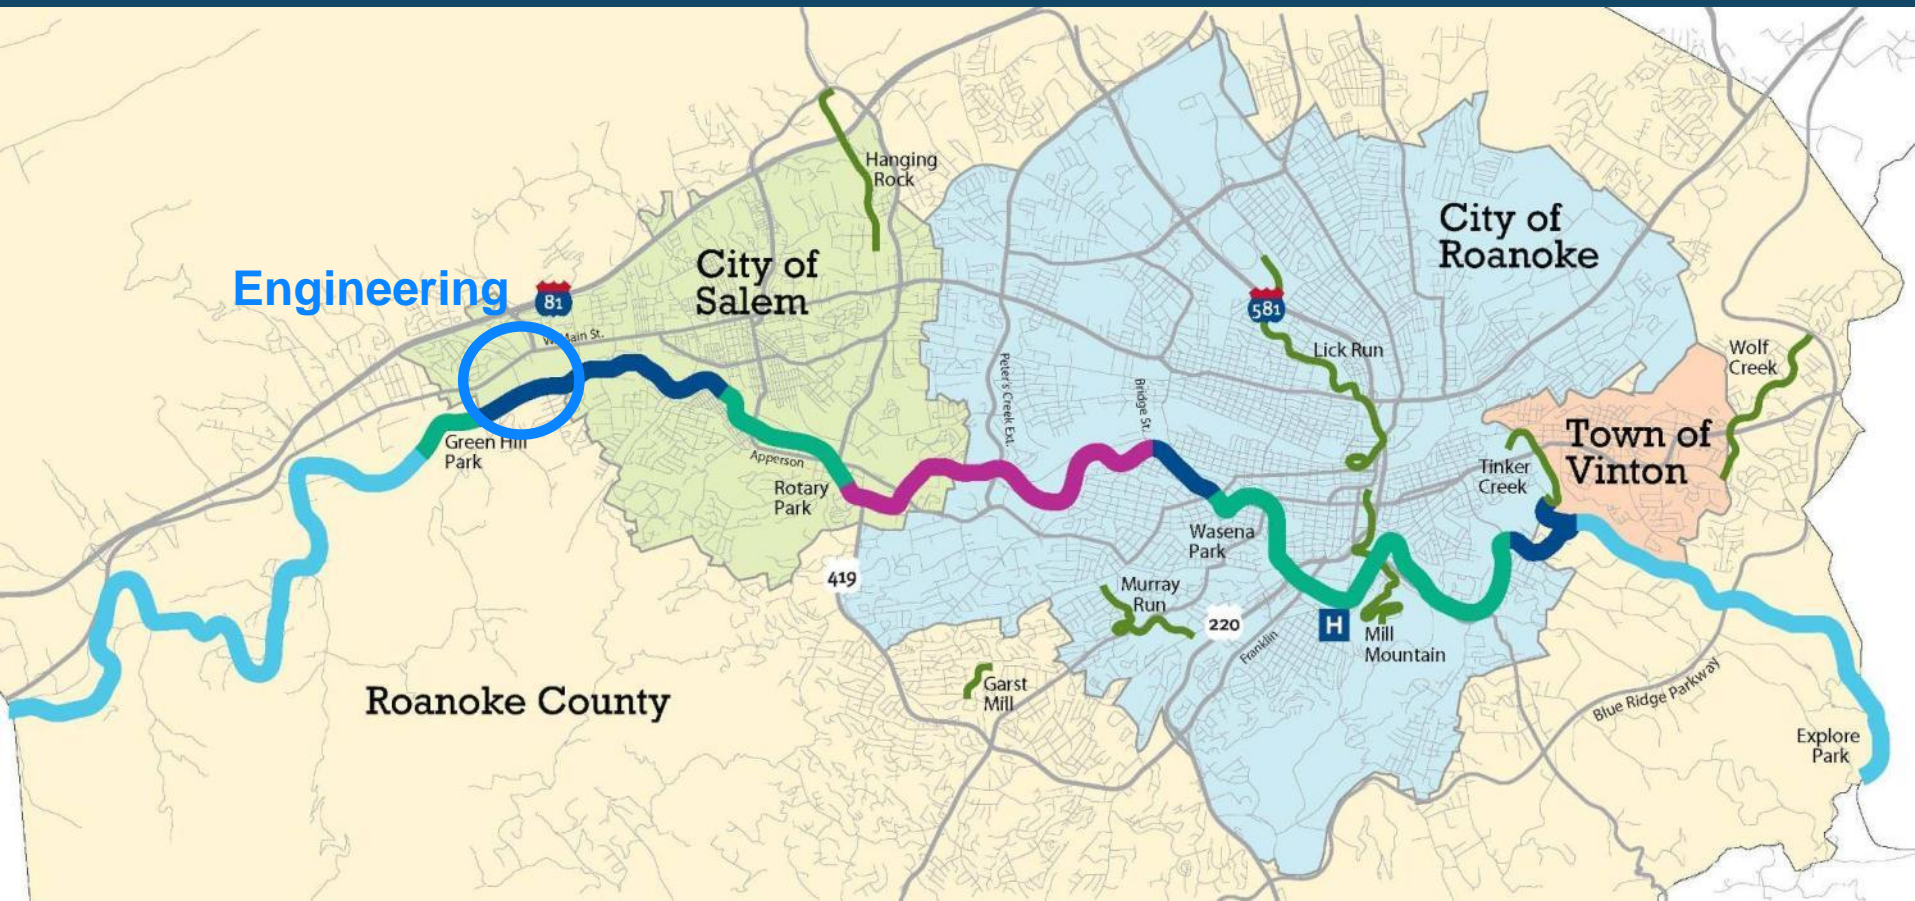 Hanging
Rock
City of
Roanoke
City of
Salem
Engineering
81
581
W. Main St.
Lick Run
Wolf
Creek
Peter's Creek Ext.
Bridge St.
Green Hill
Park
Apperson
Town of
Vinton
Tinker
Creek
Rotary
Park
Wasena
Park
419
Murray
Run
220
Franklin
H
Mill
Mountain
Garst
Mill
Roanoke County
Blue Ridge Parkway
Explore
Park